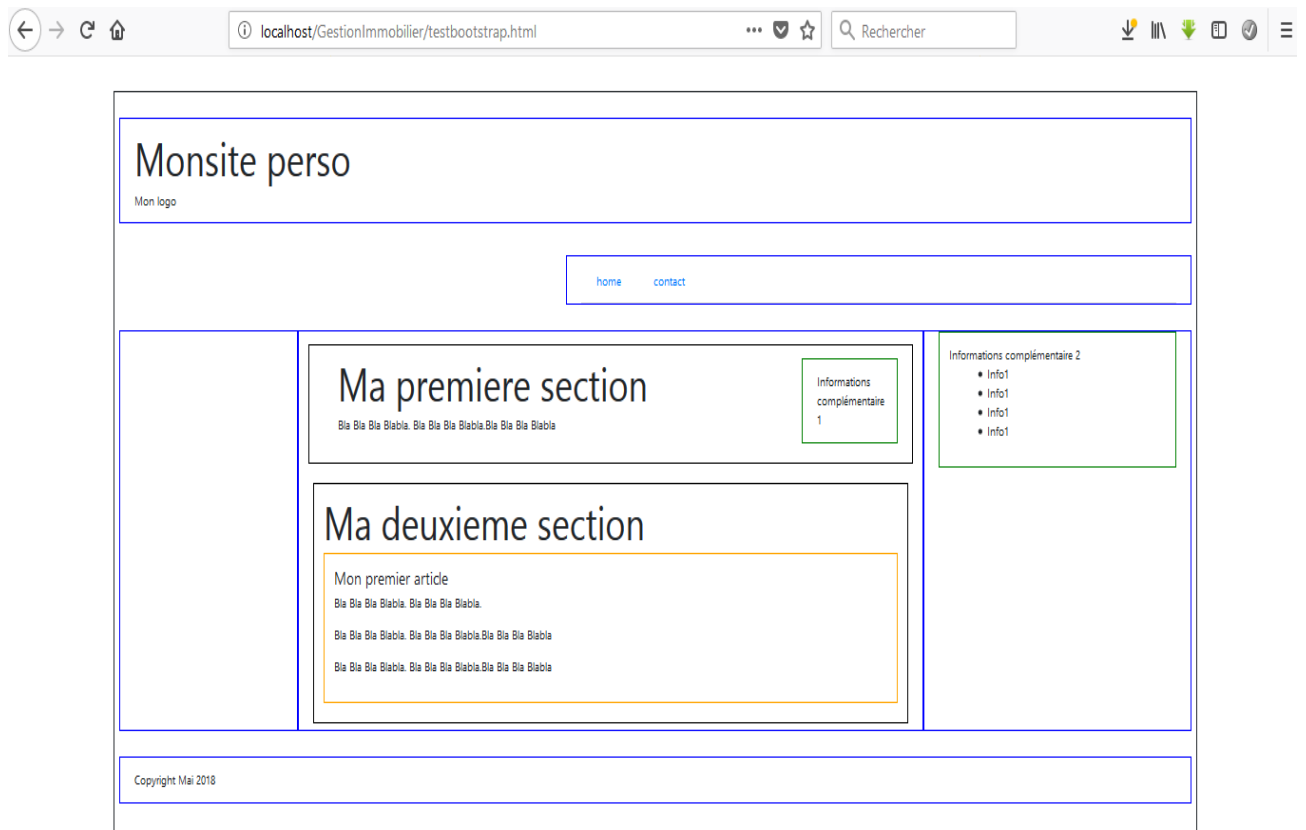 localhost/GestionImmobilier/testbootstrap.html
Rechercher
Monsite perso
Mon logo
home contact
Ma premiere section
Bla Bla Bla Blabla. Bla Bla Bla Blabla.Bla Bla Bla Blabla
Informations
complémentaire
1
Informations complémentaire 2
Info1
Info1
Info1
Info1
Ma deuxieme section
Mon premier article
Bla Bla Bla Blabla. Bla Bla Bla Blabla.
Bla Bla Bla Blabla. Bla Bla Bla Blabla.Bla Bla Bla Blabla
Bla Bla Bla Blabla. Bla Bla Bla Blabla.Bla Bla Bla Blabla
Copyright Mai 2018